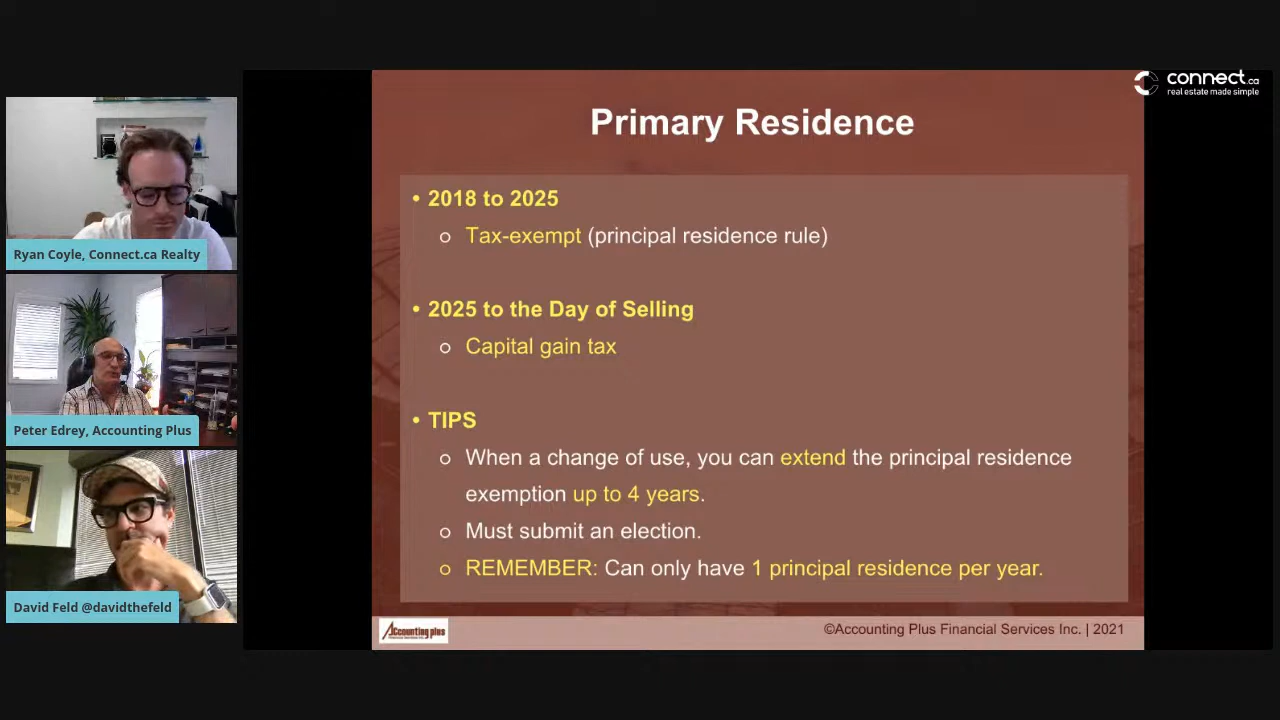 connect.ca
real estate made simple
Primary Residence
• 2018 to 2025
o Tax-exempt (principal residence rule)
• 2025 to the Day of Selling
o Capital gain tax
• TIPS
o When a change of use, you can extend the principal residence
exemption up to 4 years.
o Must submit an election.
o REMEMBER: Can only have 1 principal residence per year.
Accounting plus
©Accounting Plus Financial Services Inc. | 2021
Ryan Coyle, Connect.ca Realty
Peter Edrey, Accounting Plus
David Feld @davidthefeld